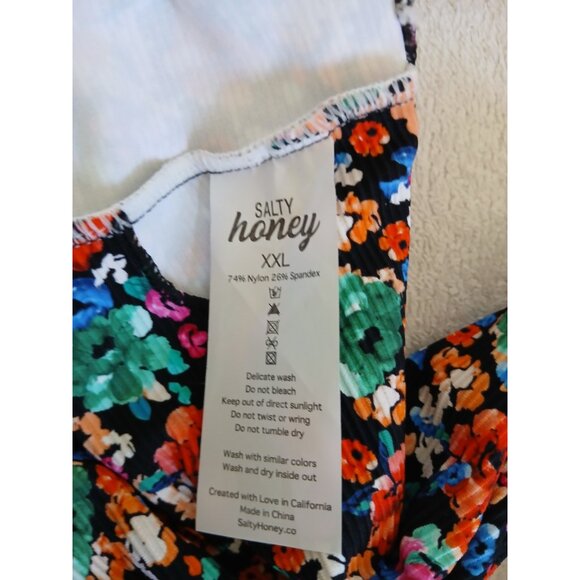 SALTY
honey
XXL
74% Nylon 26% Spandex
Delicate wash
Do not bleach
Keep out of direct sunlight
Do not twist or wring
Do not tumble dry
Wash with similar colors
Wash and dry inside out
Created with Love in California
Made in China
SaltyHoney.co